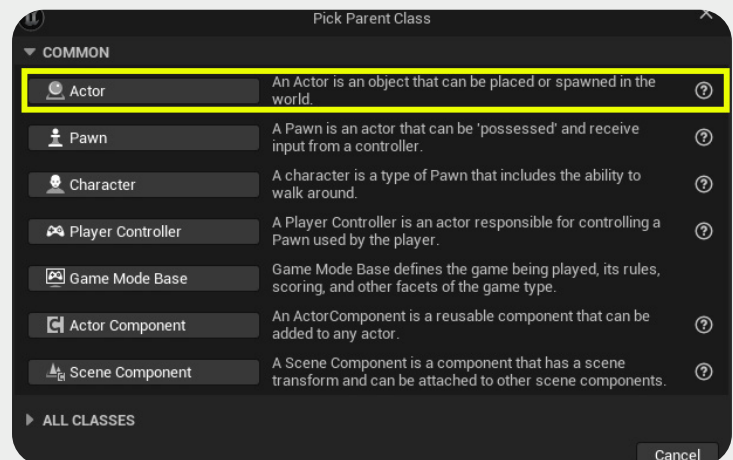 Pick Parent Class
COMMON
Actor
An Actor is an object that can be placed or spawned in the
world.
Pawn
A Pawn is an actor that can be 'possessed' and receive
input from a controller.
Character
A character is a type of Pawn that includes the ability to
walk around.
Player Controller
A Player Controller is an actor responsible for controlling a
Pawn used by the player.
Game Mode Base
Game Mode Base defines the game being played, its rules,
scoring, and other facets of the game type.
Actor Component
An ActorComponent is a reusable component that can be
added to any actor.
Scene Component
A Scene Component is a component that has a scene
transform and can be attached to other scene components.
ALL CLASSES
Cancel